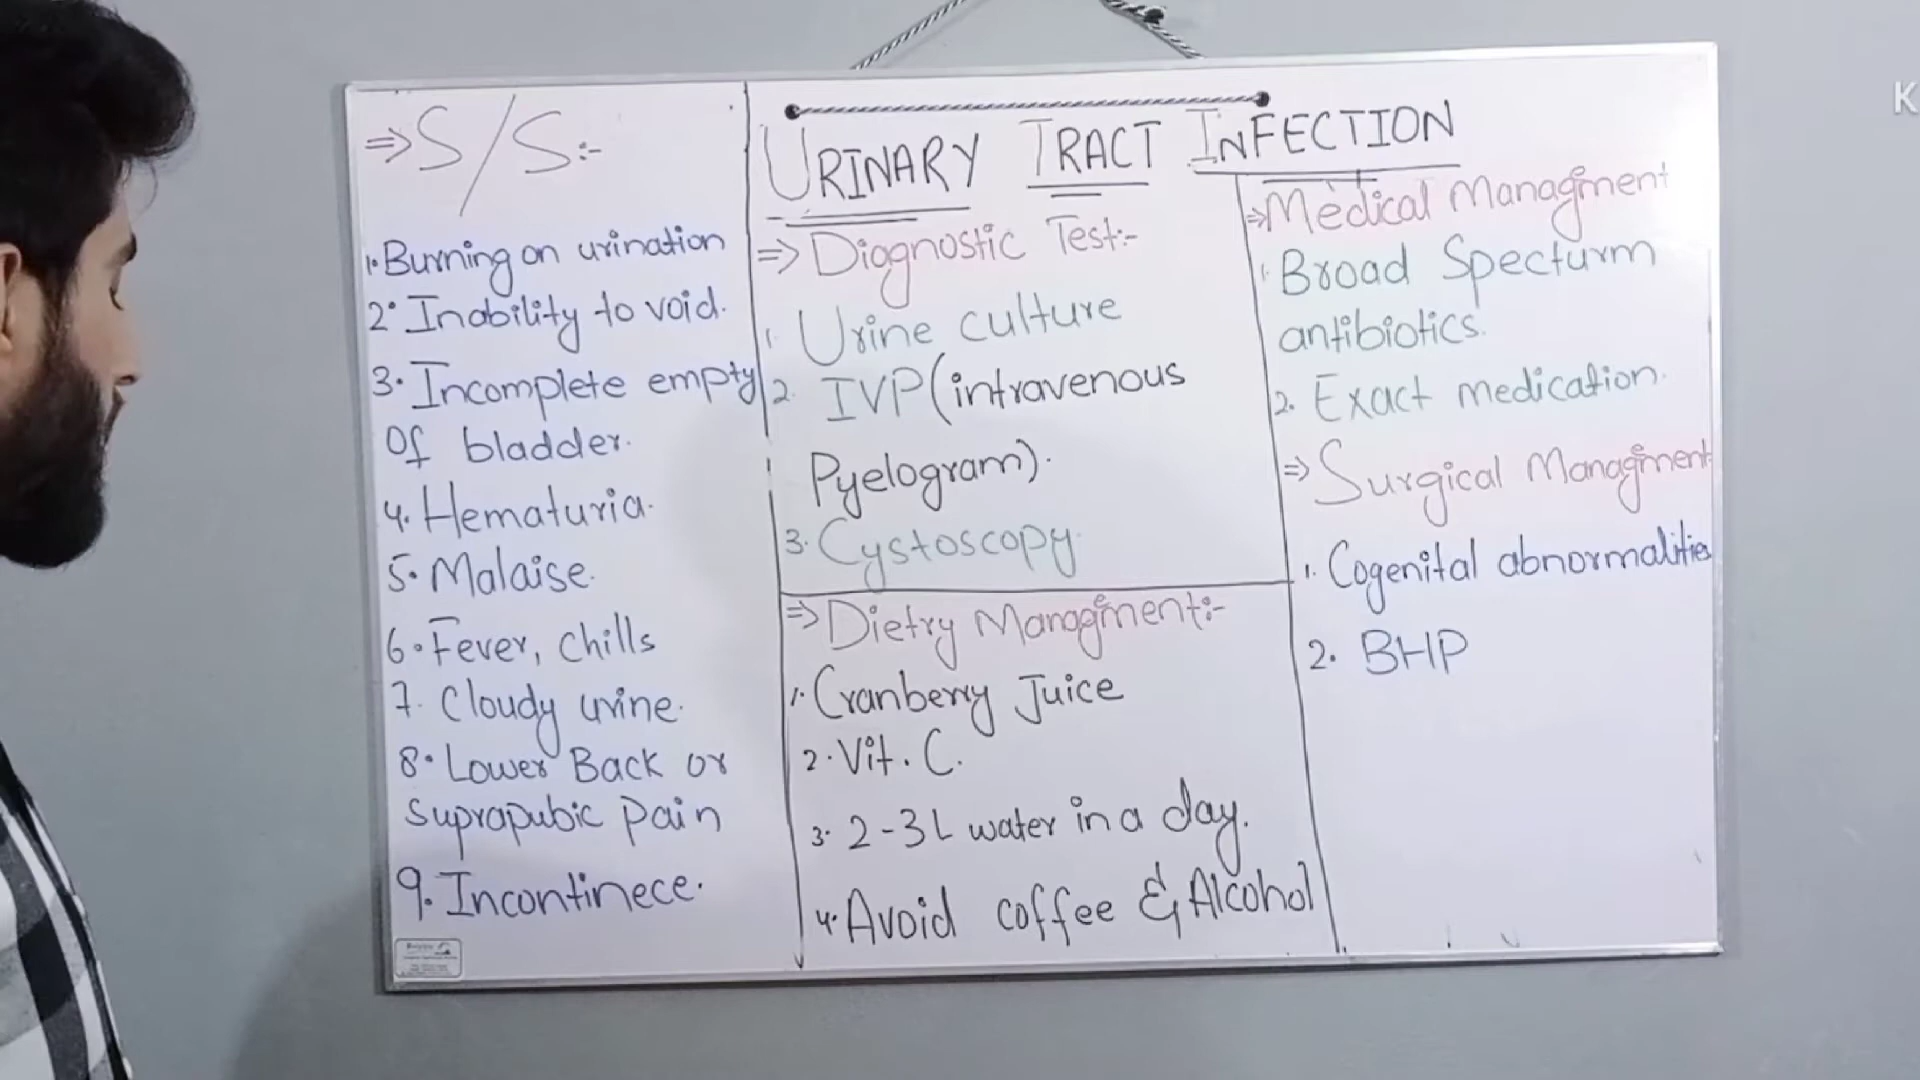 ⇒ S/S:-
1. Burning on urination
2. Inability to void.
3. Incomplete empty
Of bladder.
4. Hematuria.
5. Malaise.
6. Fever, chills
7. Cloudy urine.
8. Lower Back or
Suprapubic Pain
9. Incontinece.
URINARY TRACT INFECTION
⇒ Diagnostic Test:-
1. Urine culture
2. IVP (intravenous
Pyelogram).
3. Cystoscopy.
⇒ Dietry Managment:-
1. Cranberry Juice
2. Vit. C.
3. 2-3L water in a day.
4. Avoid coffee & Alcohol
⇒ Medical Managment
1. Broad Specturm
antibiotics.
2. Exact medication.
⇒ Surgical Managment
1. Cogenital abnormalities
2. BHP
K